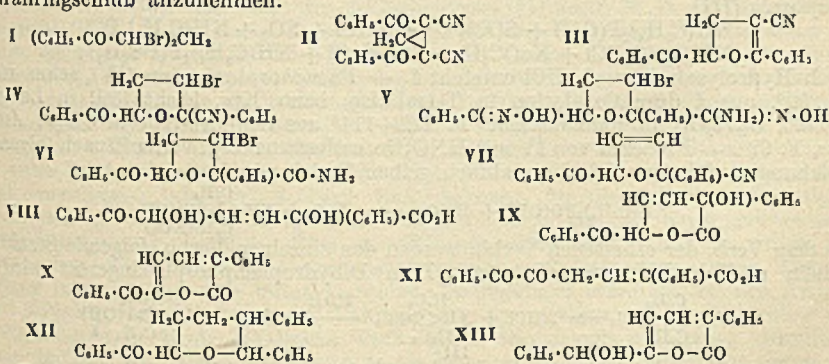 anzunehmen.
I (C₆H₅·CO·CHBr)₂CH₂
II C₆H₅·CO·C·CN
H₂C<
C₆H₅·CO·C·CN
III H₂C——C·CN
C₆H₅·CO·HC·O·C·C₆H₅
IV H₂C——CHBr
C₆H₅·CO·HC·O·C(CN)·C₆H₅
V H₂C——CHBr
C₆H₅·C(:N·OH)·HC·O·C(C₆H₅)·C(NH₂):N·OH
VI H₂C——CHBr
C₆H₅·CO·HC·O·C(C₆H₅)·CO·NH₂
VII HC══CH
C₆H₅·CO·HC·O·C(C₆H₅)·CN
VIII C₆H₅·CO·CH(OH)·CH:CH·C(OH)(C₆H₅)·CO₂H
IX HC:CH·C(OH)·C₆H₅
C₆H₅·CO·HC—O—CO
X HC·CH:C·C₆H₅
C₆H₅·CO·C—O—CO
XI C₆H₅·CO·CO·CH₂·CH:C(C₆H₅)·CO₂H
XII H₂C·CH₂·CH·C₆H₅
C₆H₅·CO·HC—O—CH·C₆H₅
XIII HC·CH:C·C₆H₅
C₆H₅·CH(OH)·C—O—CO